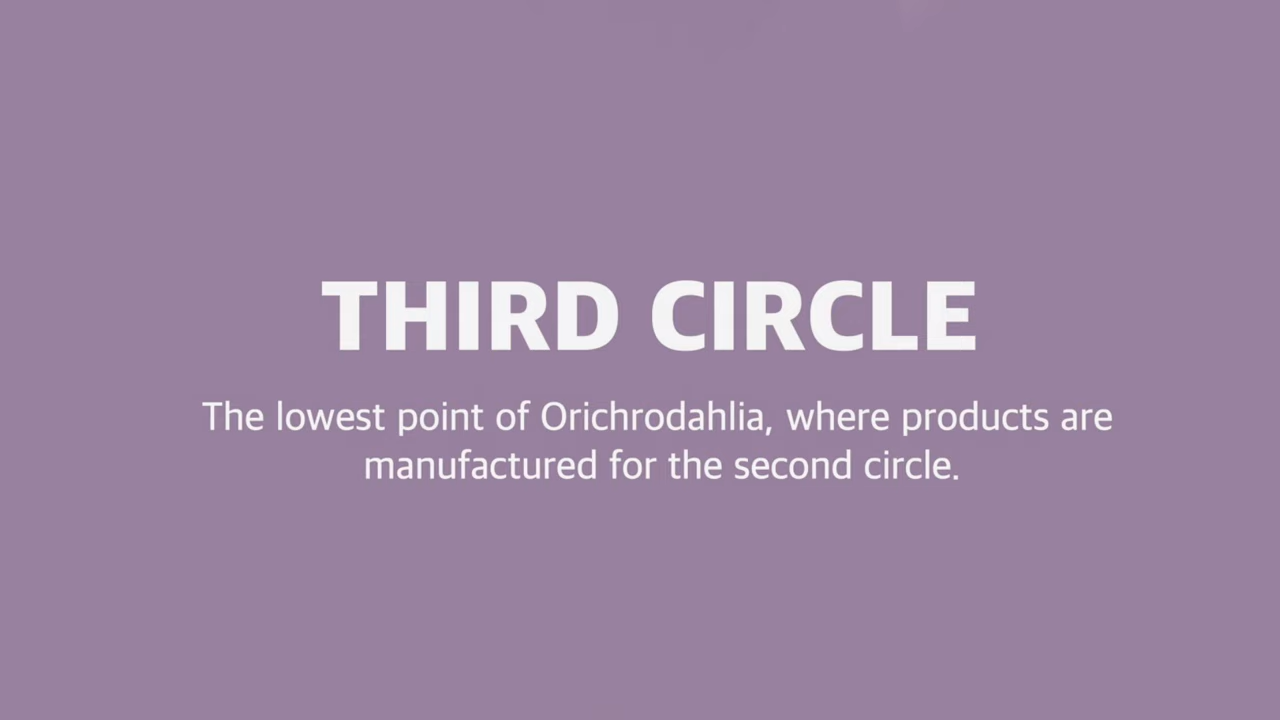 THIRD CIRCLE
The lowest point of Orichrodahlia, where products are
manufactured for the second circle.